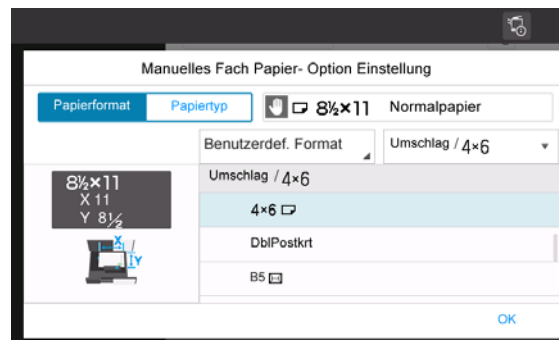 Manuelles Fach Papier- Option Einstellung
Papierformat Papiertyp 8½×11 Normalpapier
Benutzerdef. Format Umschlag / 4×6
8½×11
X 11
Y 8½
X
Y
Umschlag / 4×6
4×6
DblPostkrt
B5
OK